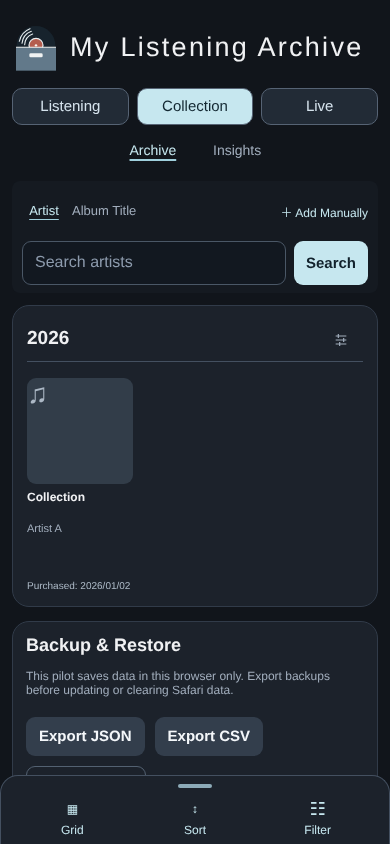 My Listening Archive
Listening
Collection
Live
Archive
Insights
Artist
Album Title
+ Add Manually
Search artists
Search
2026
Collection
Artist A
Purchased: 2026/01/02
Backup & Restore
This pilot saves data in this browser only. Export backups
before updating or clearing Safari data.
Export JSON
Export CSV
Grid
Sort
Filter